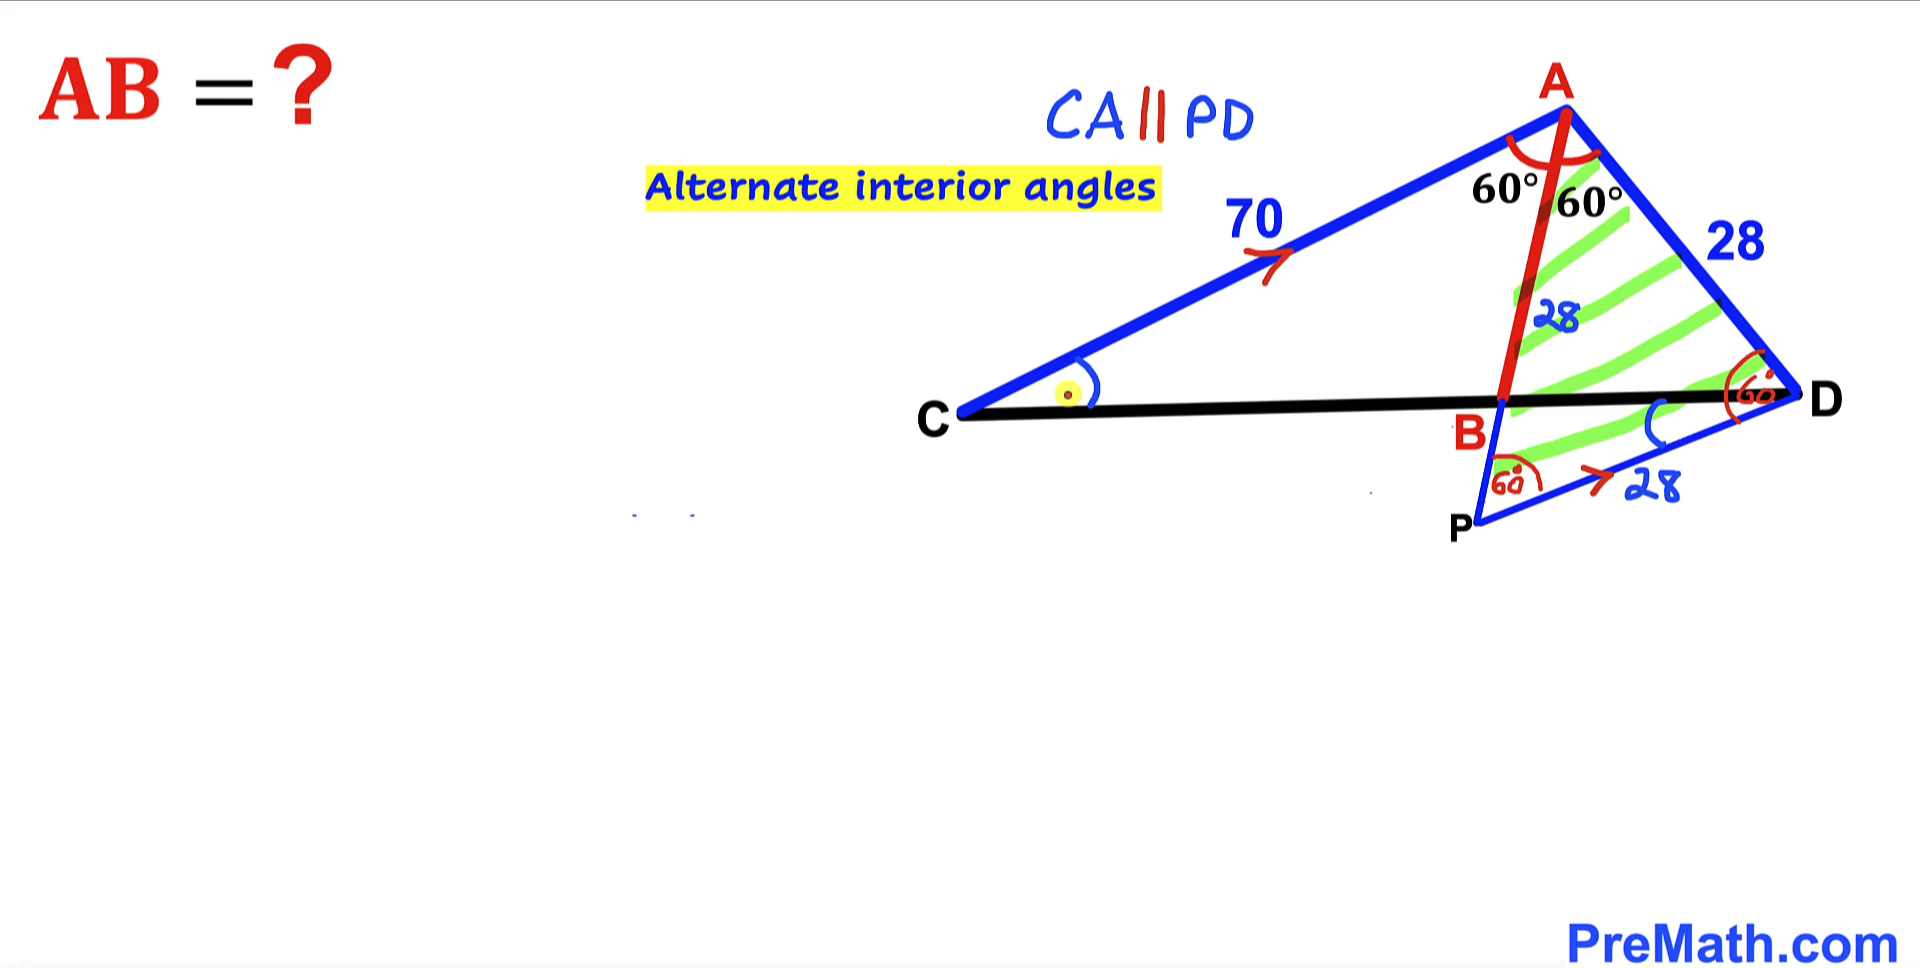 AB = ?
CA || PD
Alternate interior angles
A
60° 60°
70
28
28
60°
C
D
B
60°
28
P
PreMath.com